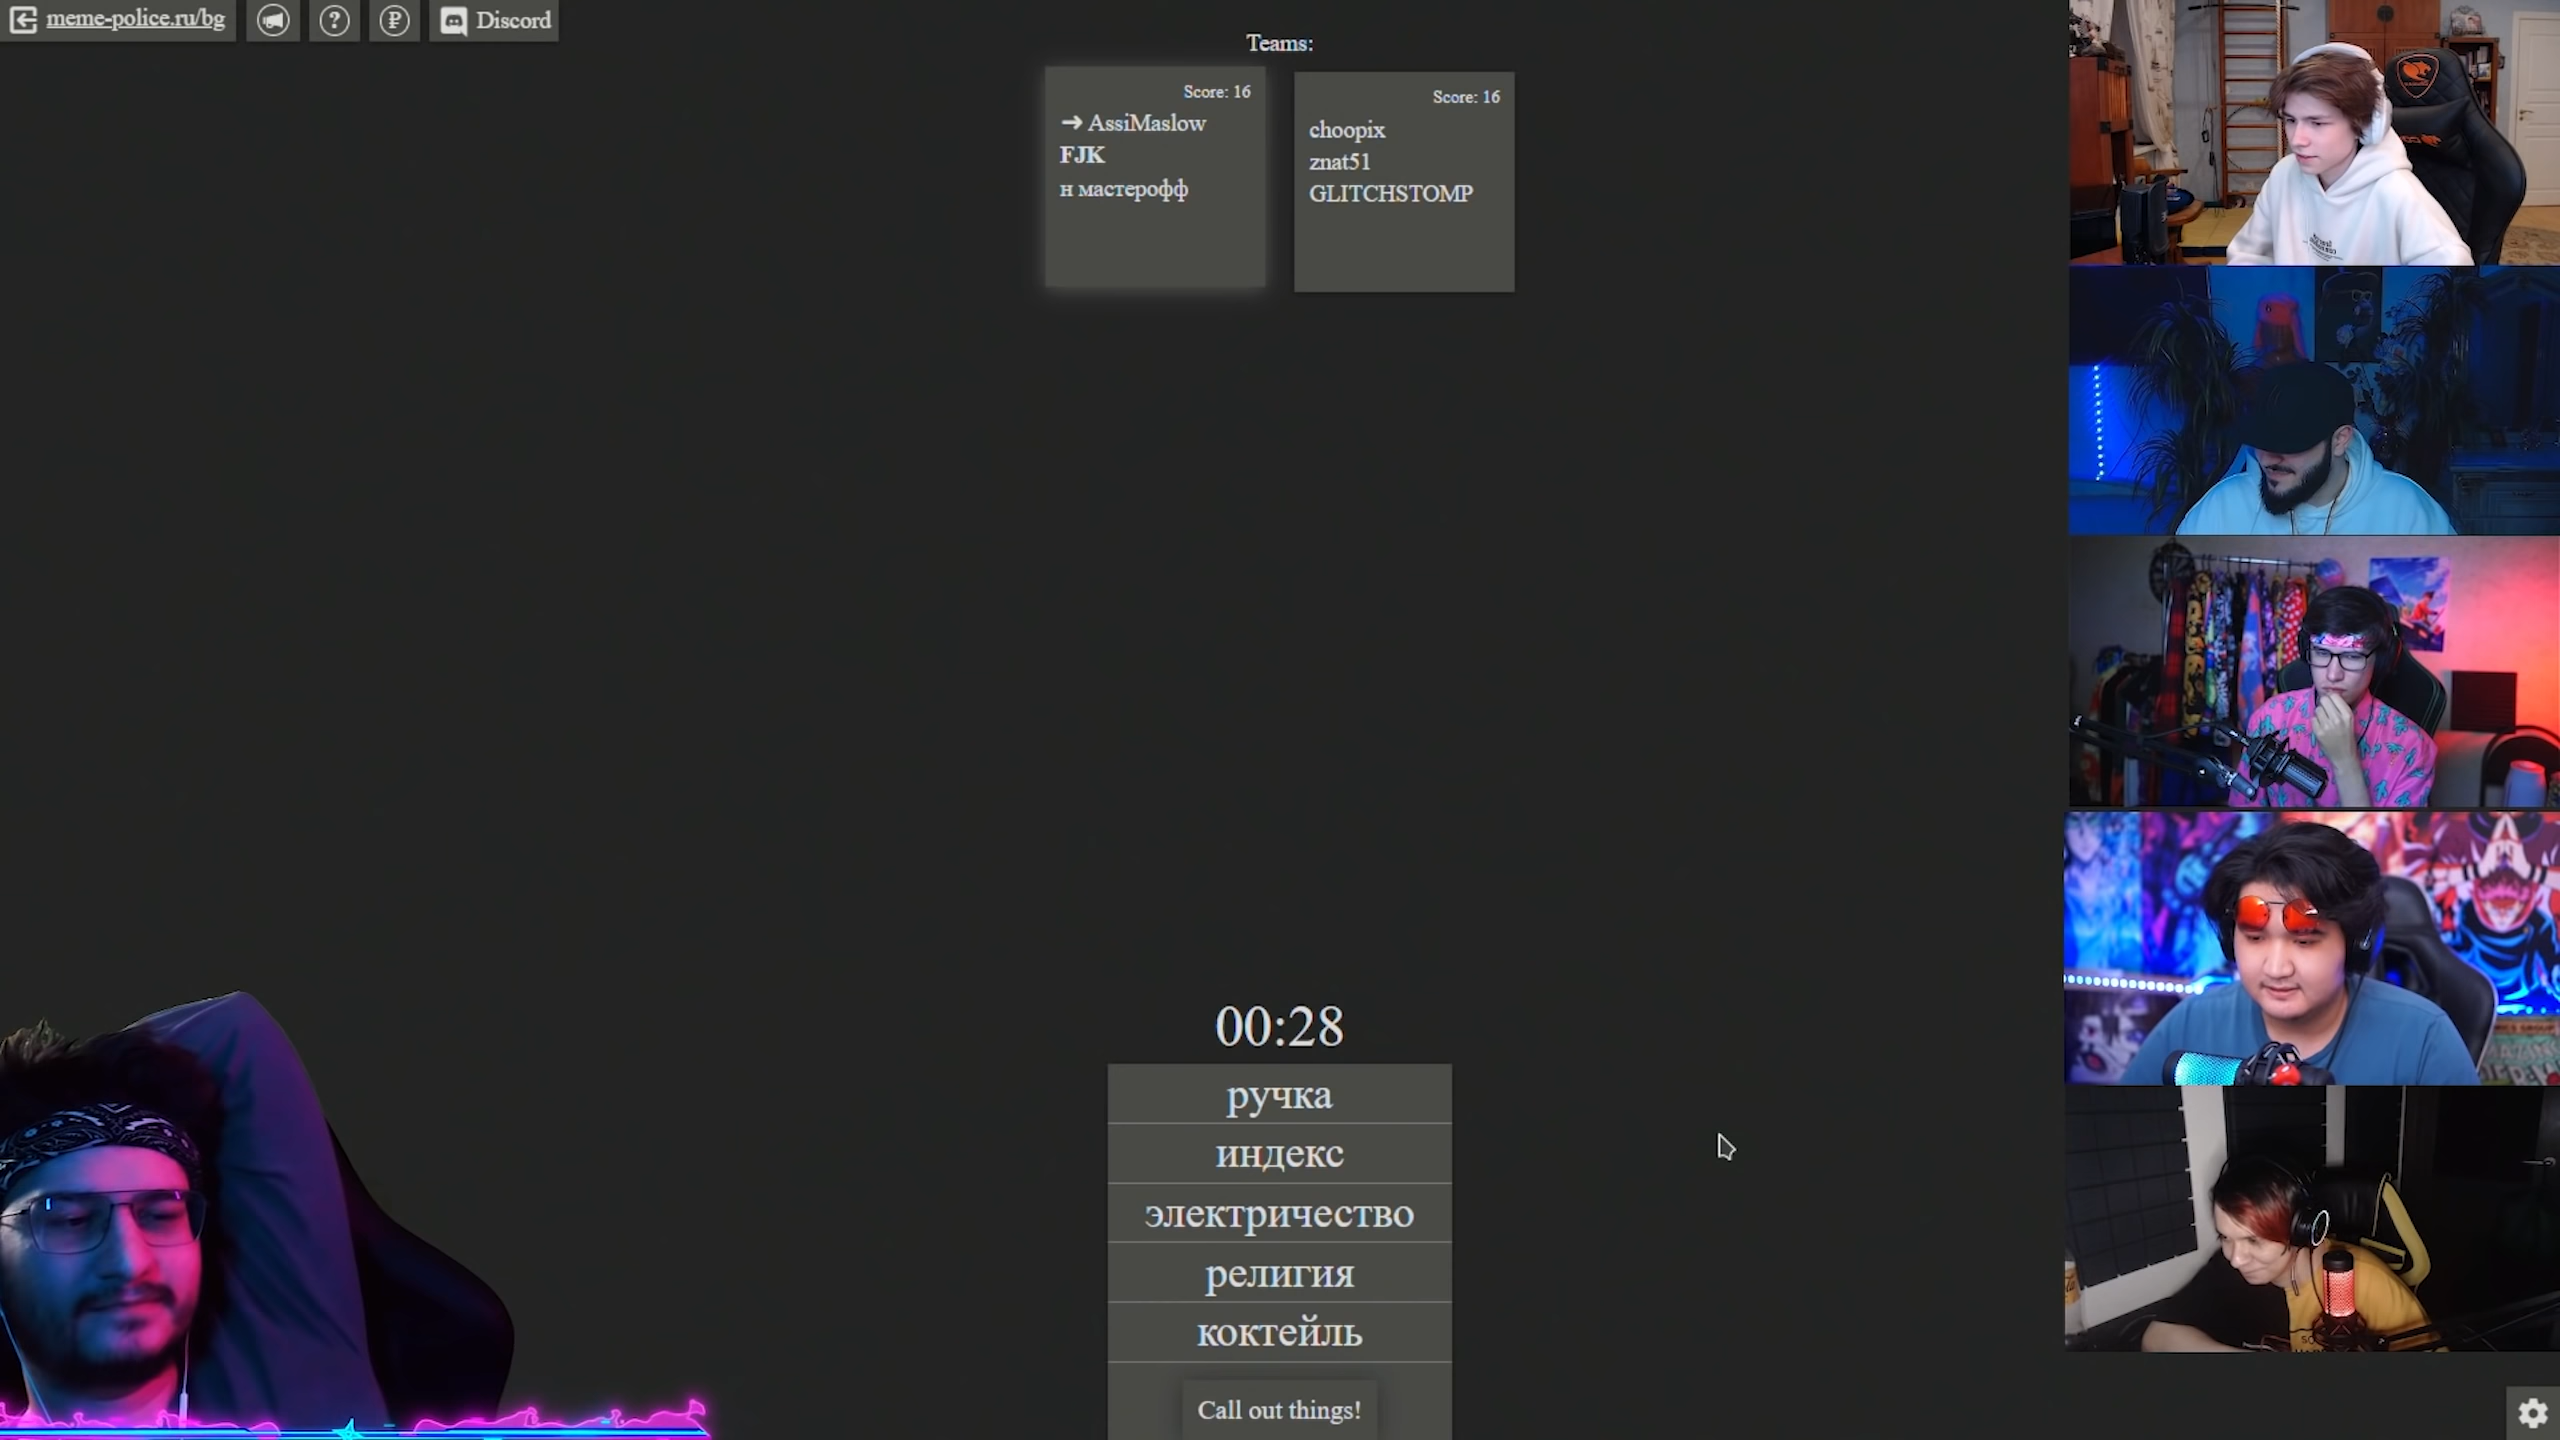 meme-police.ru/bg
Discord
Teams:
Score: 16
→ AssiMaslow
FJK
н мастерофф
Score: 16
choopix
znat51
GLITCHSTOMP
00:28
ручка
индекс
электричество
религия
коктейль
Call out things!